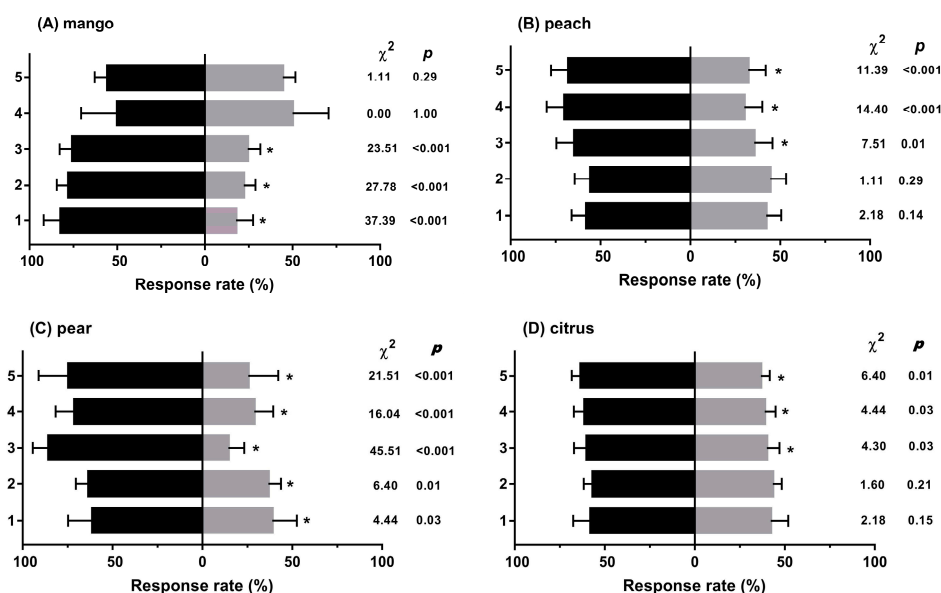 (A) mango
χ² p
5 1.11 0.29
4 0.00 1.00
3 * 23.51 <0.001
2 * 27.78 <0.001
1 * 37.39 <0.001
100 50 0 50 100
Response rate (%)
(B) peach
χ² p
5 * 11.39 <0.001
4 * 14.40 <0.001
3 * 7.51 0.01
2 1.11 0.29
1 2.18 0.14
100 50 0 50 100
Response rate (%)
(C) pear
χ² p
5 * 21.51 <0.001
4 * 16.04 <0.001
3 * 45.51 <0.001
2 * 6.40 0.01
1 * 4.44 0.03
100 50 0 50 100
Response rate (%)
(D) citrus
χ² p
5 * 6.40 0.01
4 * 4.44 0.03
3 * 4.30 0.03
2 1.60 0.21
1 2.18 0.15
100 50 0 50 100
Response rate (%)